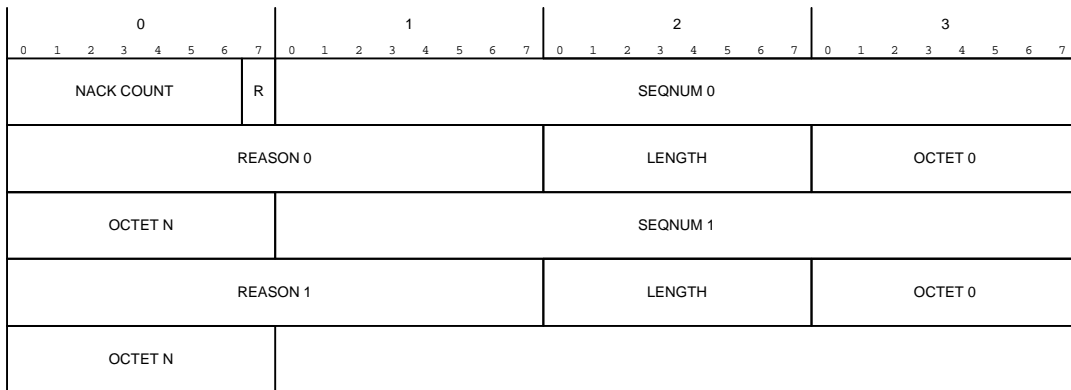 0 1 2 3
0 1 2 3 4 5 6 7 0 1 2 3 4 5 6 7 0 1 2 3 4 5 6 7 0 1 2 3 4 5 6 7
NACK COUNT R SEQNUM 0
REASON 0 LENGTH OCTET 0
OCTET N SEQNUM 1
REASON 1 LENGTH OCTET 0
OCTET N